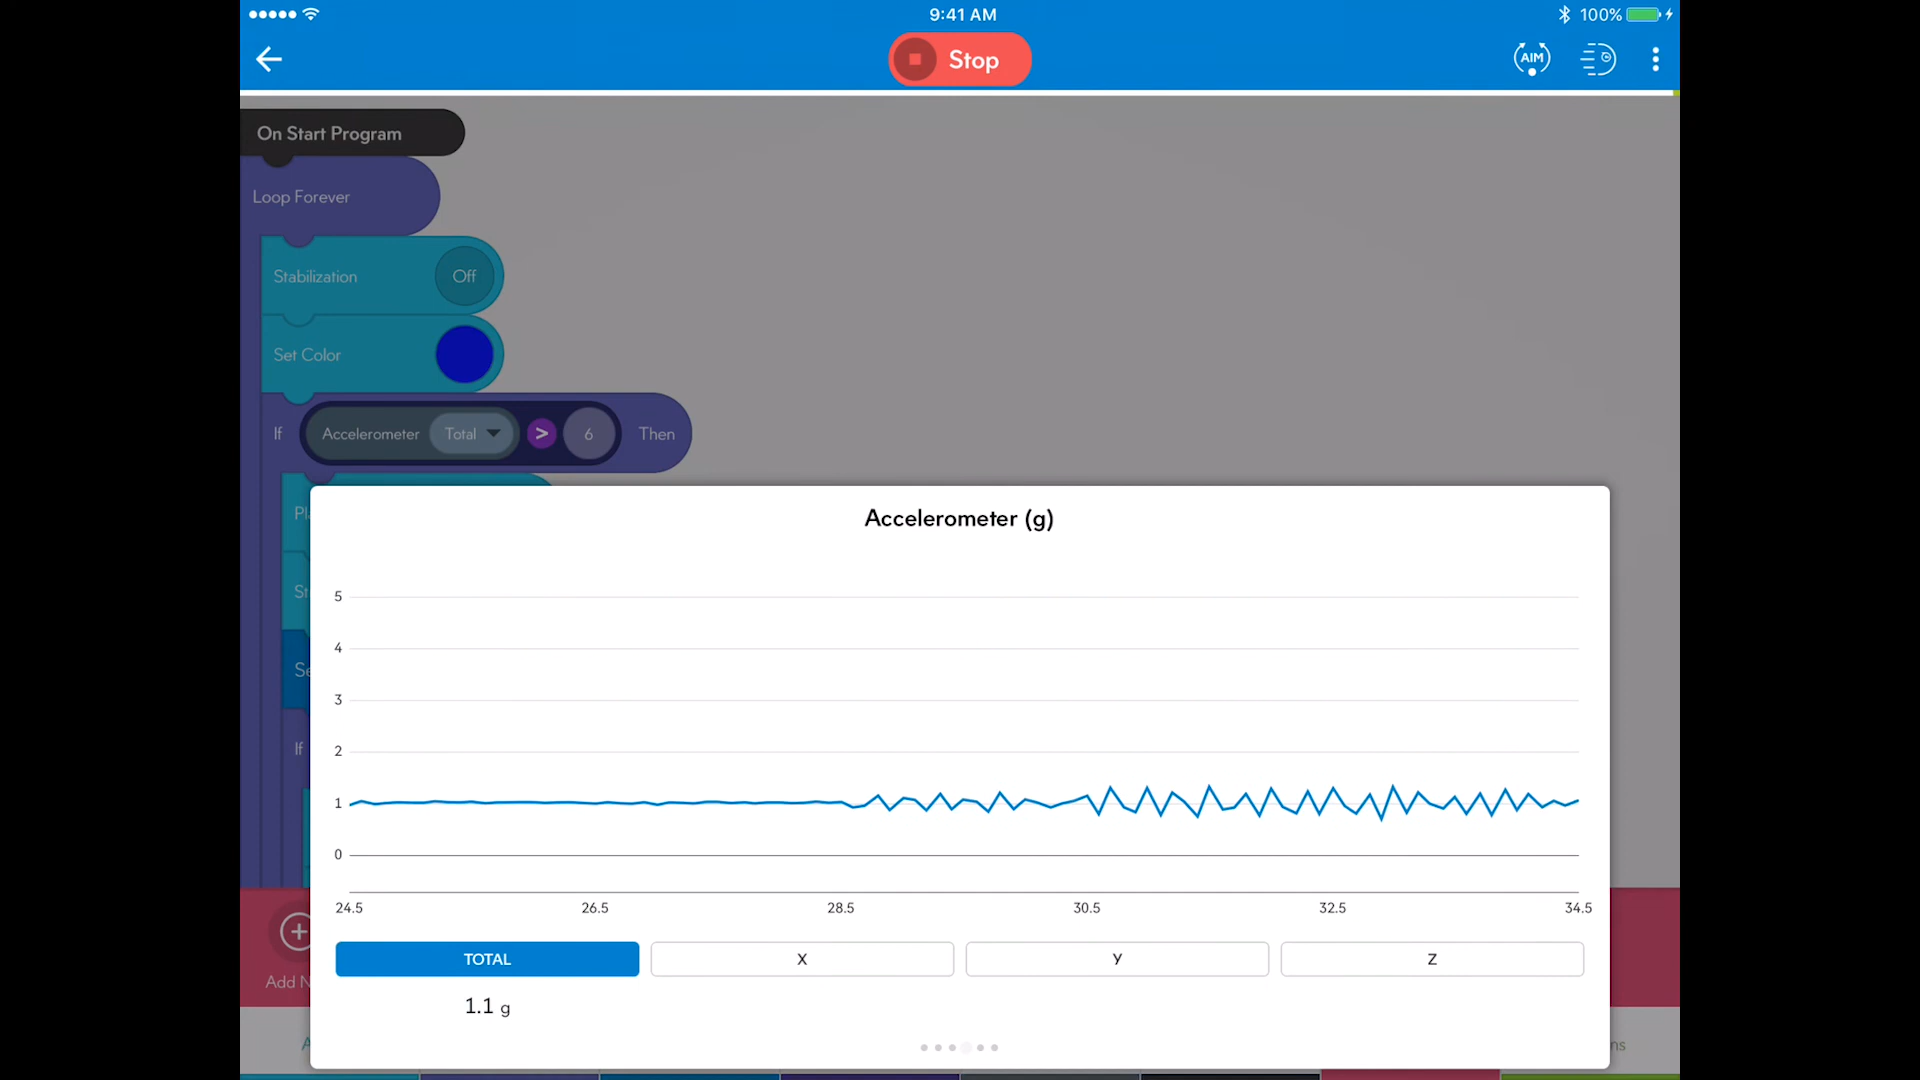 9:41 AM
100%
Stop
AIM
On Start Program
Loop Forever
Stabilization Off
Set Color
If Accelerometer Total > 6 Then
If
Accelerometer (g)
5
4
3
2
1
0
24.5 26.5 28.5 30.5 32.5 34.5
TOTAL X Y Z
1.1 g
Add